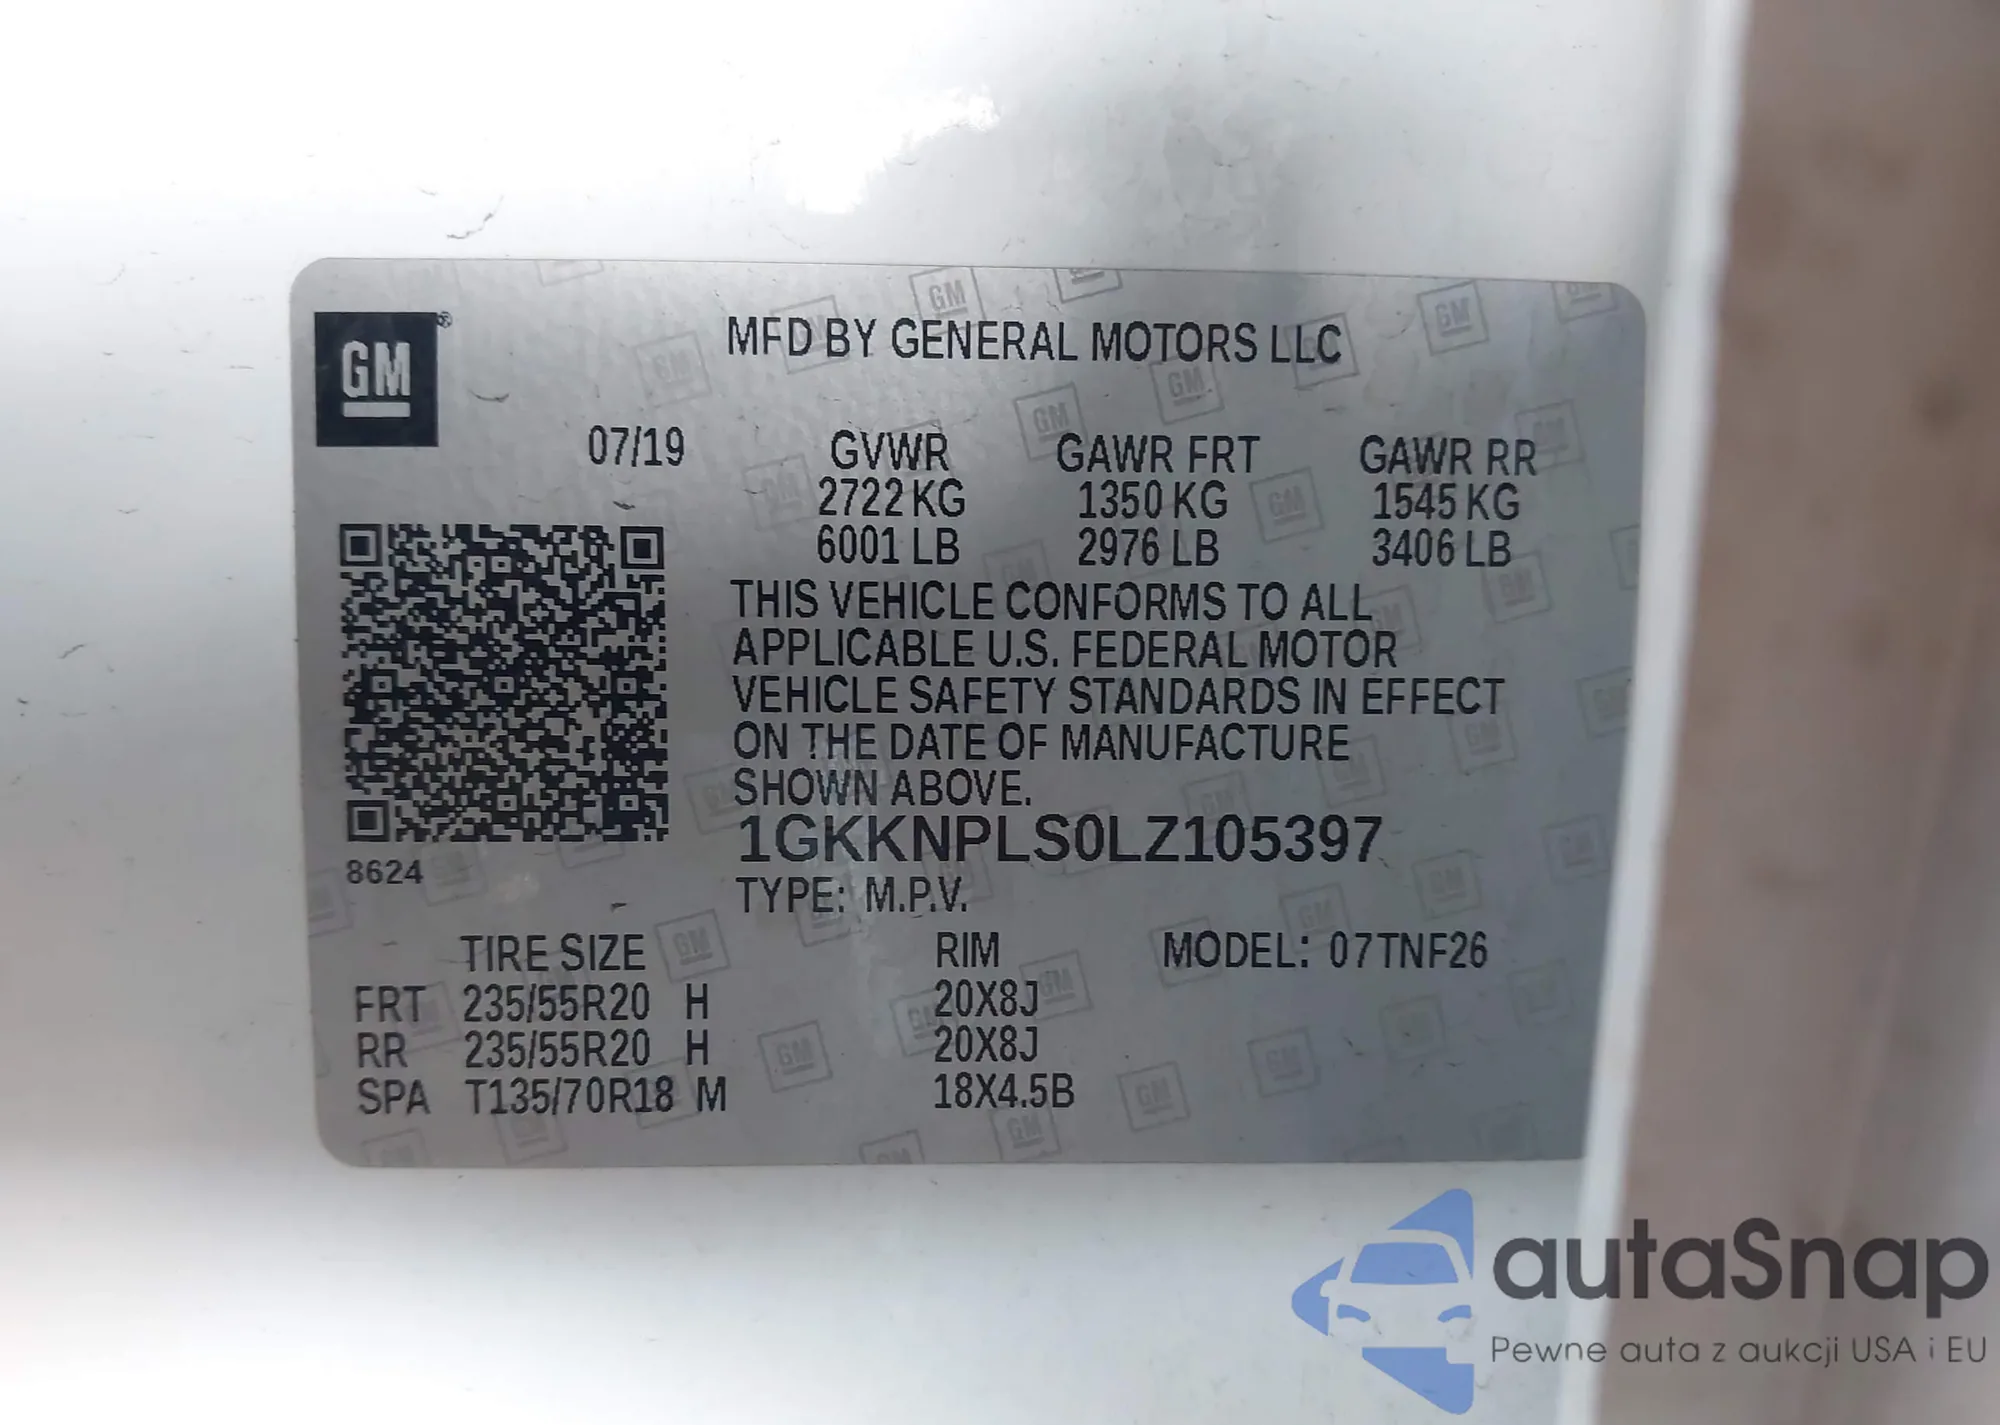 GM®
MFD BY GENERAL MOTORS LLC
07/19 GVWR GAWR FRT GAWR RR
2722 KG 1350 KG 1545 KG
6001 LB 2976 LB 3406 LB
THIS VEHICLE CONFORMS TO ALL
APPLICABLE U.S. FEDERAL MOTOR
VEHICLE SAFETY STANDARDS IN EFFECT
ON THE DATE OF MANUFACTURE
SHOWN ABOVE.
1GKKNPLS0LZ105397
8624
TYPE: M.P.V.
TIRE SIZE RIM MODEL: 07TNF26
FRT 235/55R20 H 20X8J
RR 235/55R20 H 20X8J
SPA T135/70R18 M 18X4.5B
autaSnap
Pewne auta z aukcji USA i EU